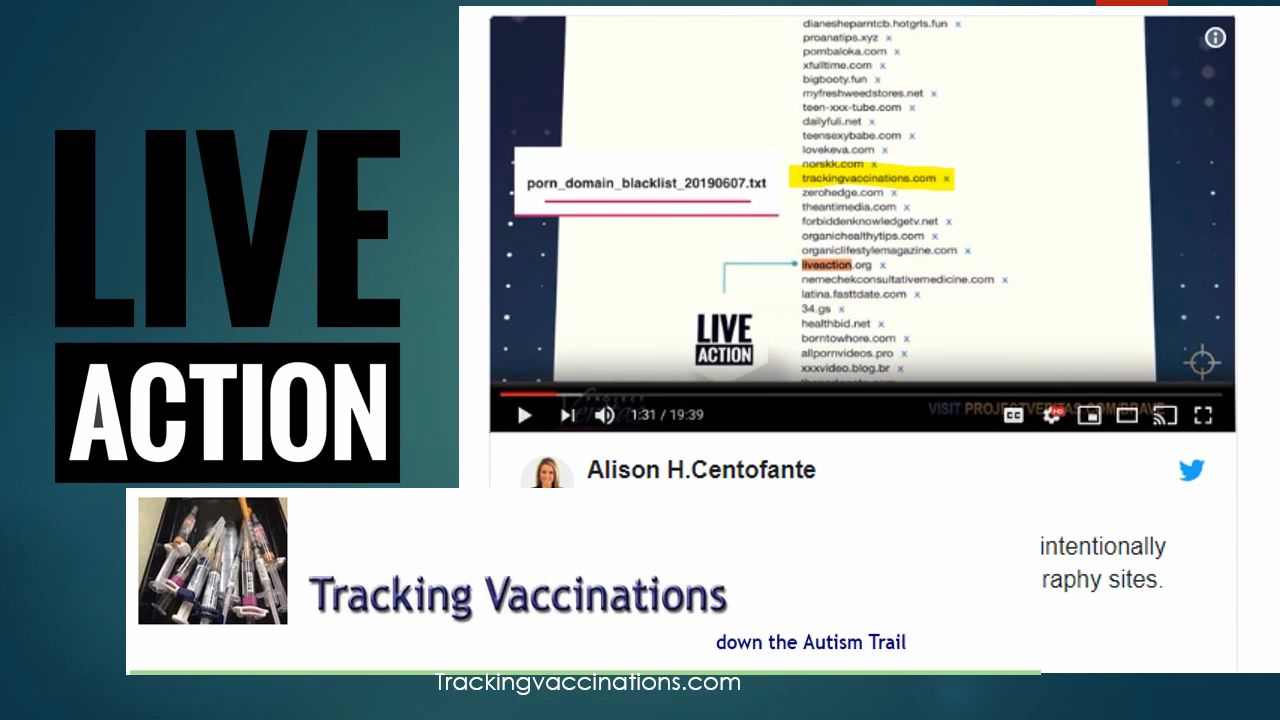 LIVE
ACTION
dianesheparntcb.hotgrls.fun x
proanatips.xyz x
pombaloka.com x
xfulltime.com x
bigbooty.fun x
myfreshweedstores.net x
teen-xxx-tube.com x
dailyfuli.net x
teensexybabe.com x
lovekeva.com x
norskk.com x
porn_domain_blacklist_20190607.txt
trackingvaccinations.com x
zerohedge.com x
theantimedia.com x
forbiddenknowledgetv.net x
organichealthytips.com x
organiclifestylemagazine.com x
liveaction.org x
nemechekconsultativemedicine.com x
latina.fasttdate.com x
34.gs x
healthbid.net x
borntowhore.com x
allpornvideos.pro x
xxxvideo.blog.br x
LIVE
ACTION
PROJECT
VISIT PROJECTVERITAS.COM/BRAVE
1:31 / 19:39
CC
HD
Alison H.Centofante
intentionally
raphy sites.
Tracking Vaccinations
down the Autism Trail
Trackingvaccinations.com